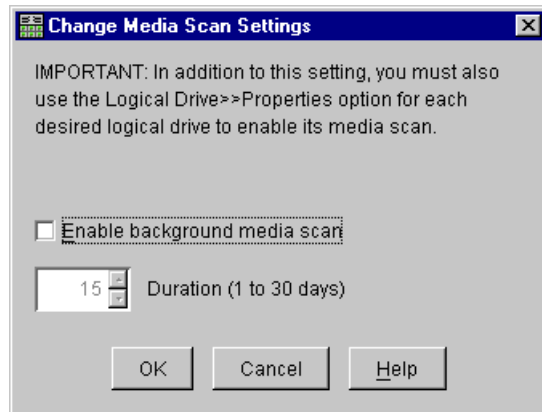 Change Media Scan Settings
IMPORTANT: In addition to this setting, you must also
use the Logical Drive>>Properties option for each
desired logical drive to enable its media scan.
Enable background media scan
15 Duration (1 to 30 days)
OK Cancel Help